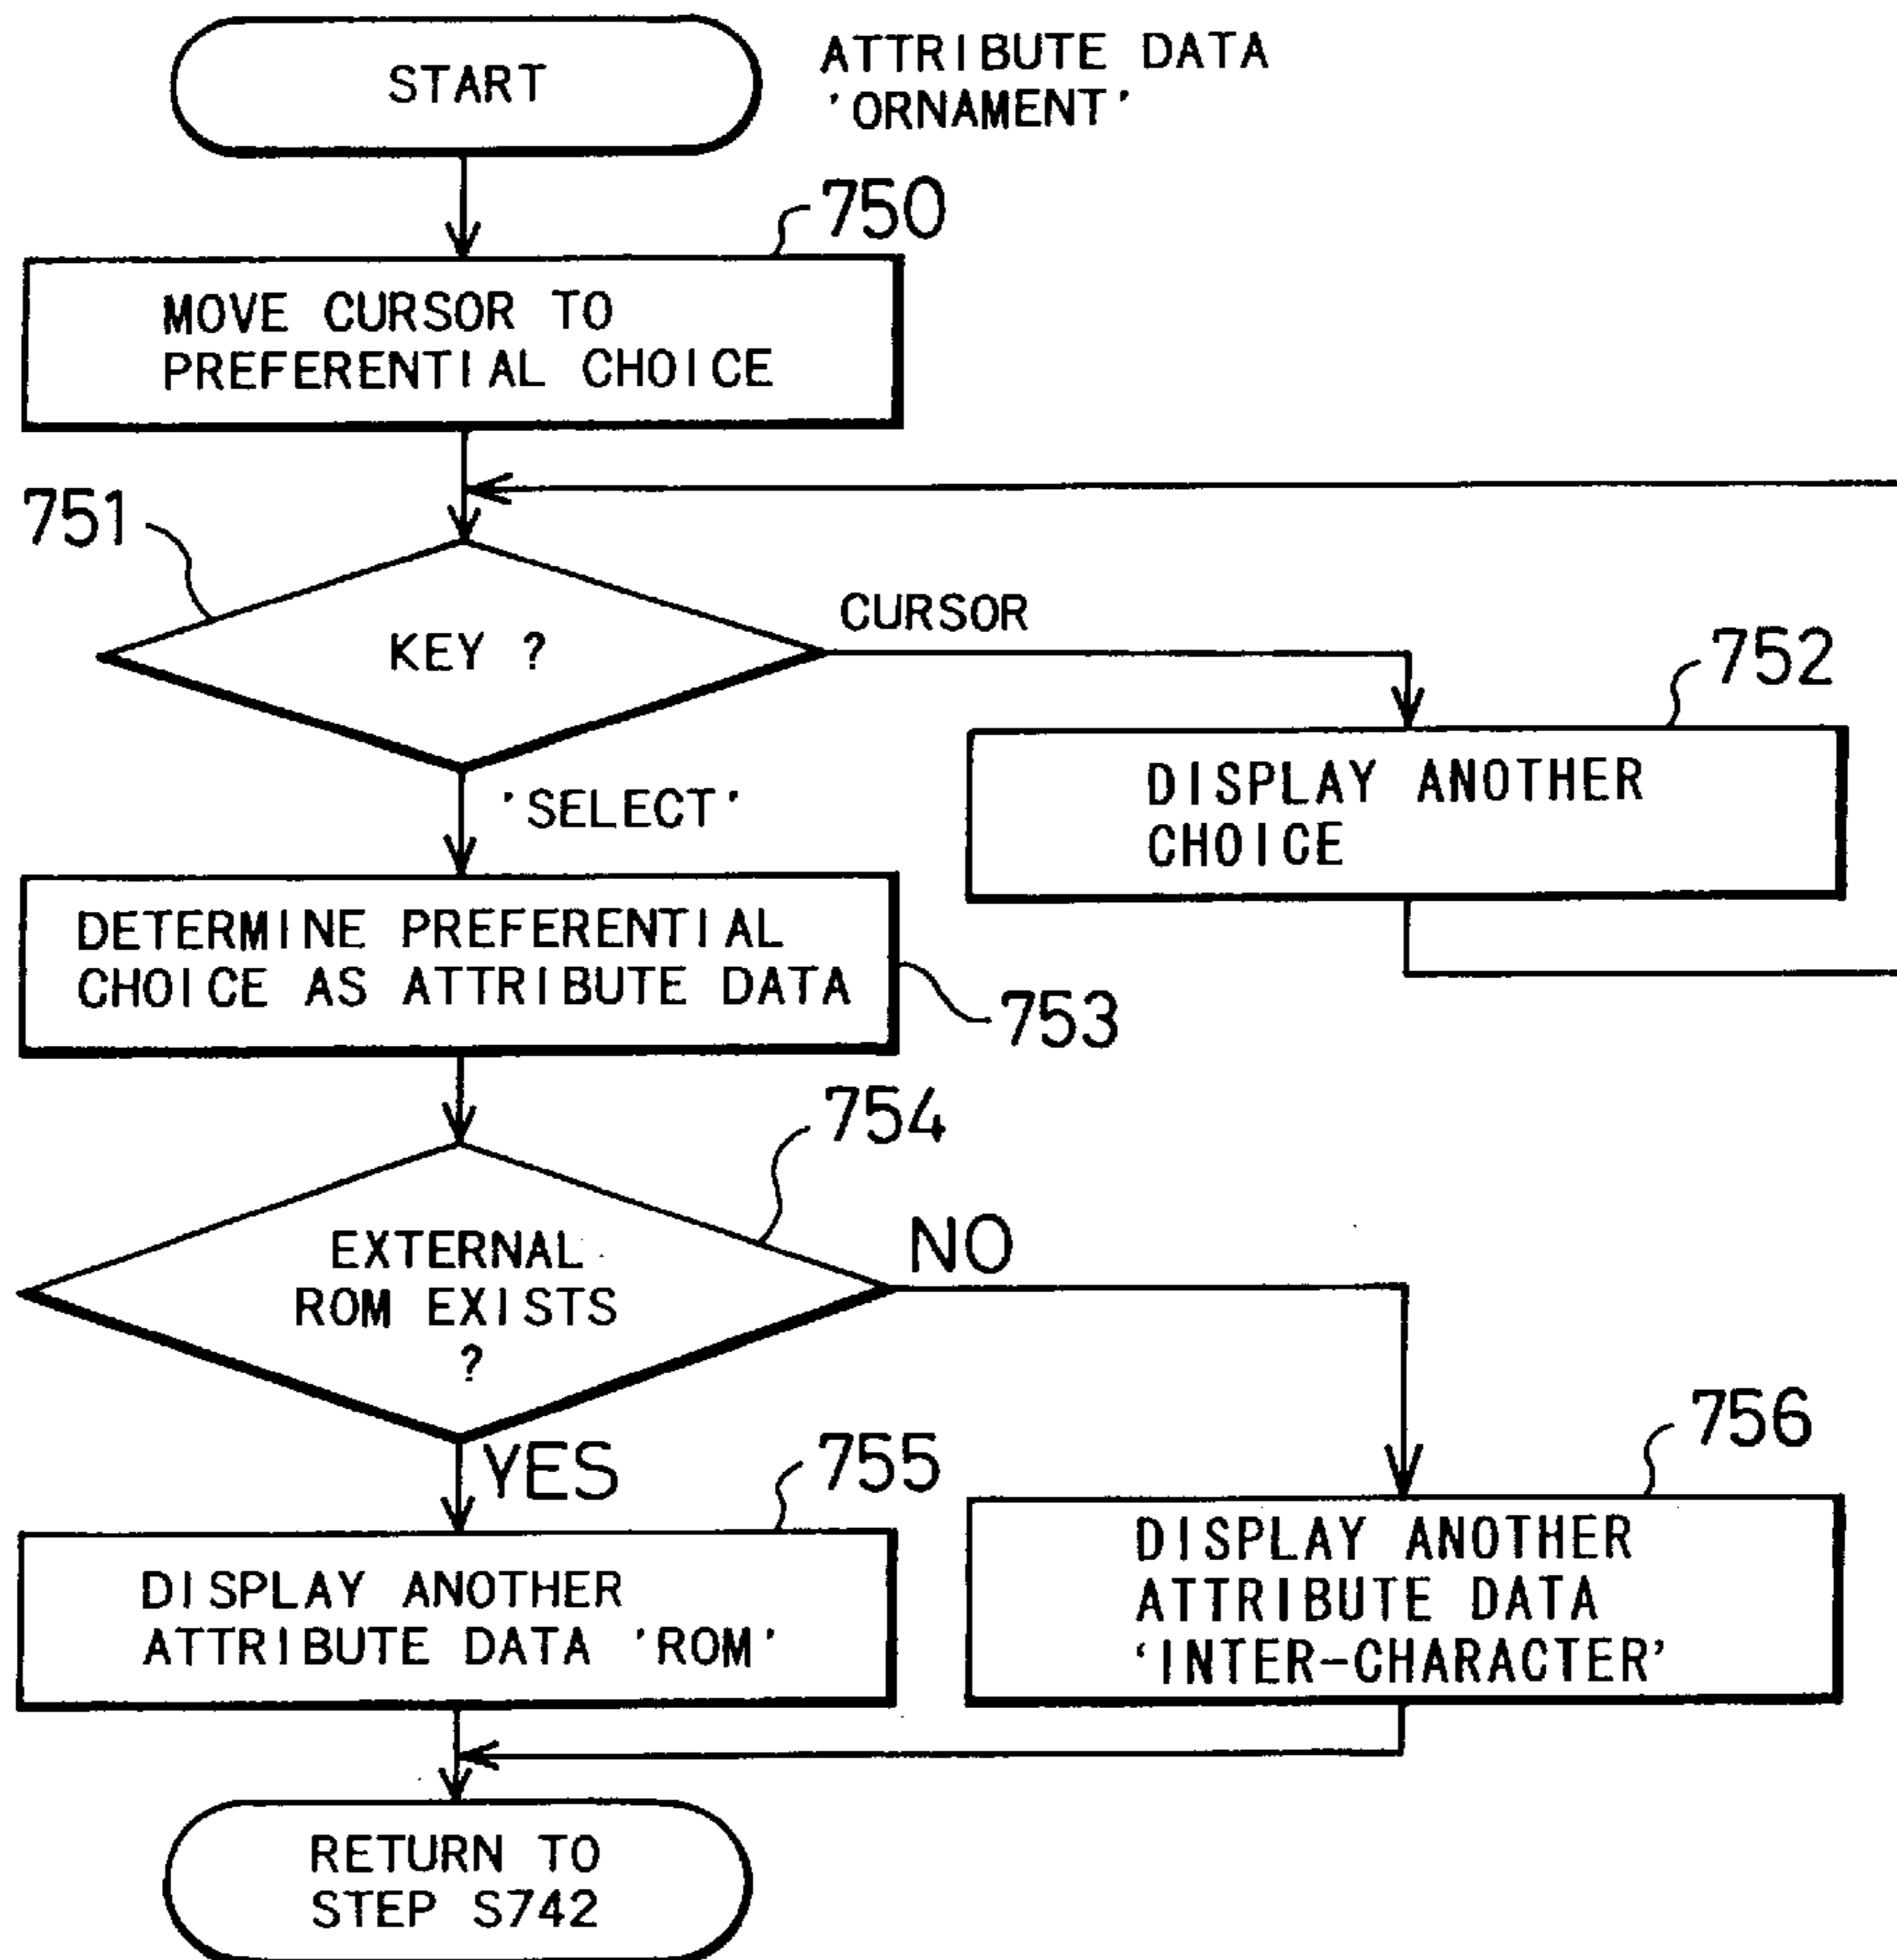 START
ATTRIBUTE DATA
'ORNAMENT'
750
MOVE CURSOR TO
PREFERENTIAL CHOICE
751
KEY ?
CURSOR
752
DISPLAY ANOTHER
CHOICE
'SELECT'
DETERMINE PREFERENTIAL
CHOICE AS ATTRIBUTE DATA
753
754
EXTERNAL
ROM EXISTS
?
NO
YES
755
756
DISPLAY ANOTHER
ATTRIBUTE DATA 'ROM'
DISPLAY ANOTHER
ATTRIBUTE DATA
'INTER-CHARACTER'
RETURN TO
STEP S742